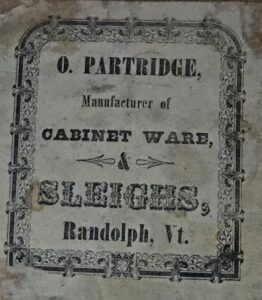 O. PARTRIDGE,
Manufacturer of
CABINET WARE,
&
SLEIGHS,
Randolph, Vt.